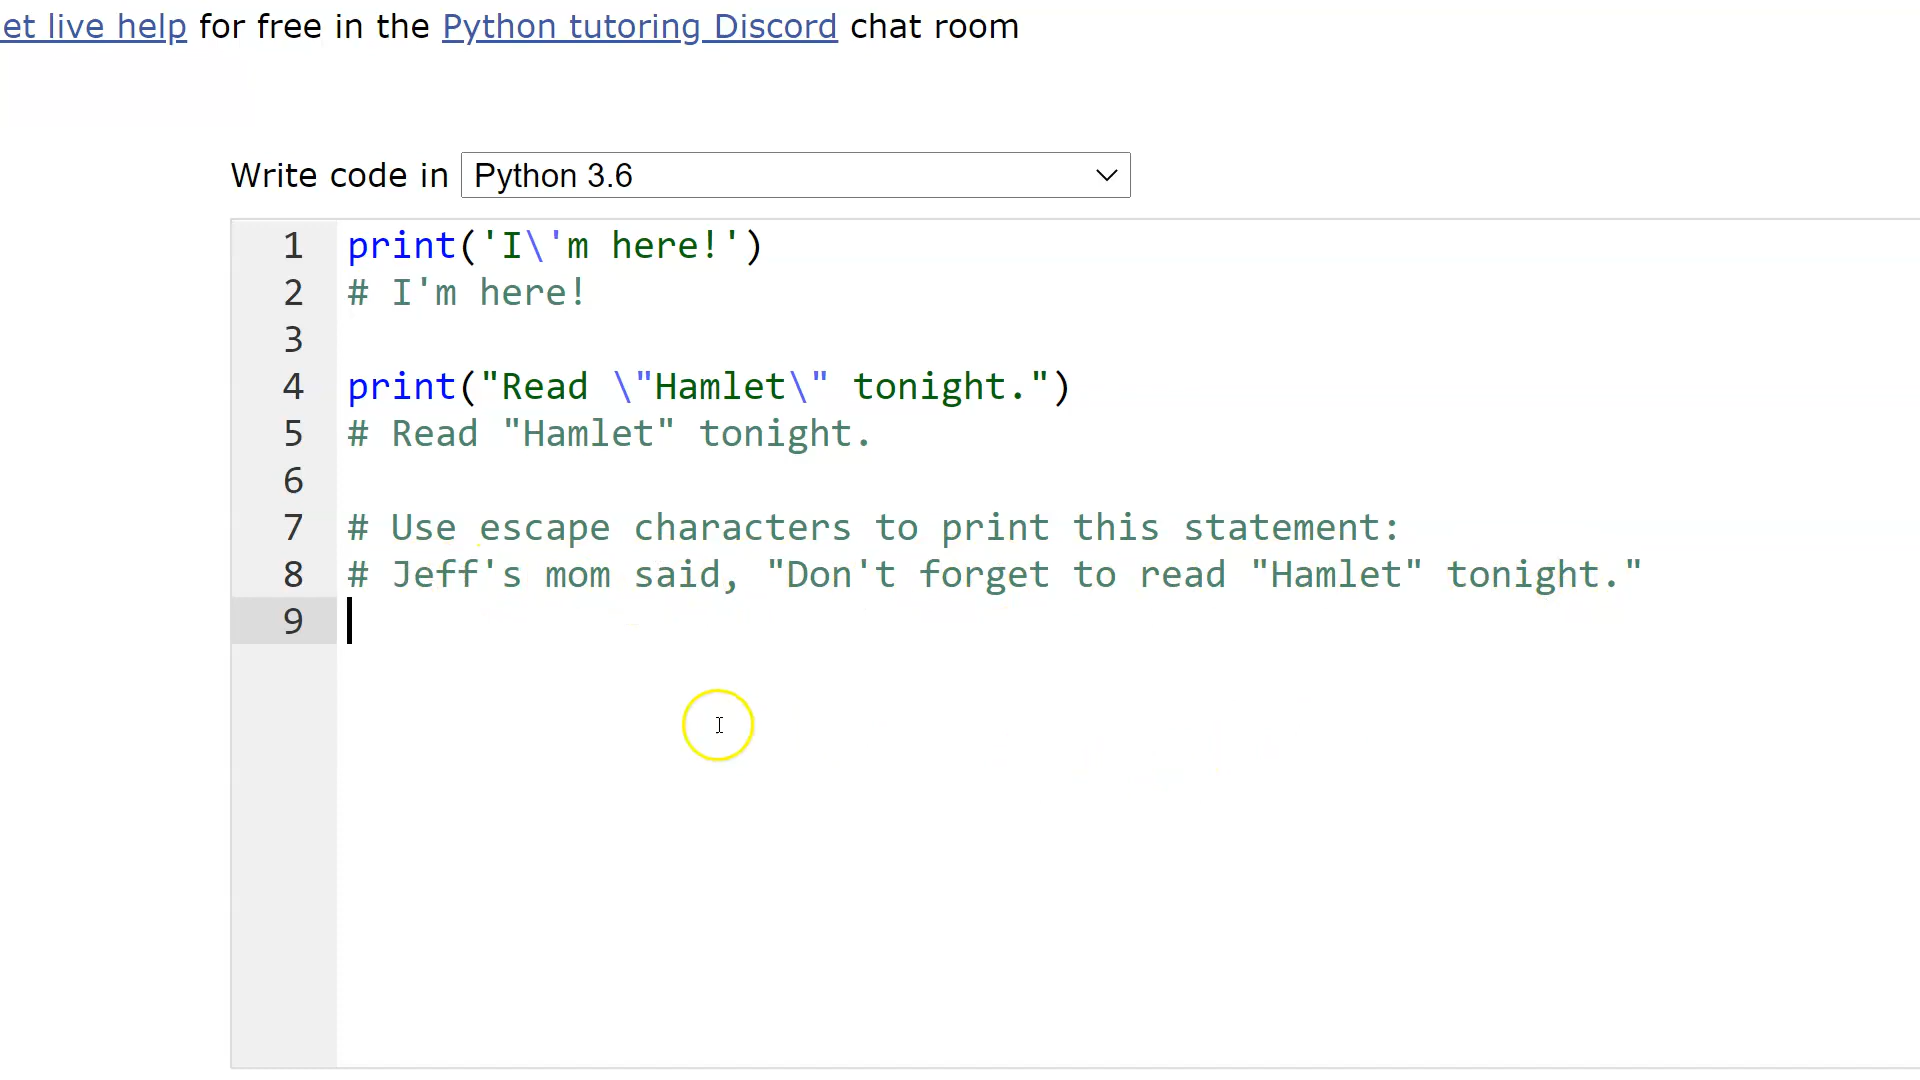 et live help for free in the Python tutoring Discord chat room
Write code in Python 3.6
1 print('I\'m here!')
2 # I'm here!
3
4 print("Read \"Hamlet\" tonight.")
5 # Read "Hamlet" tonight.
6
7 # Use escape characters to print this statement:
8 # Jeff's mom said, "Don't forget to read "Hamlet" tonight."
9